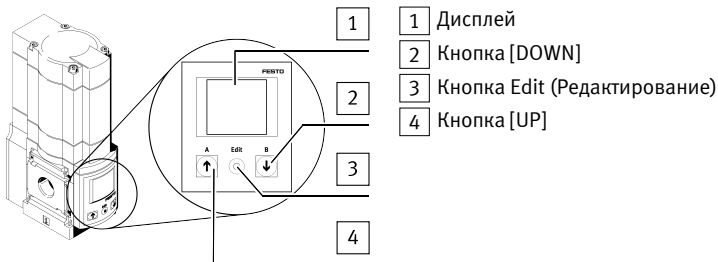 1
2
3
4
FESTO
A Edit B
1 Дисплей
2 Кнопка [DOWN]
3 Кнопка Edit (Редактирование)
4 Кнопка [UP]